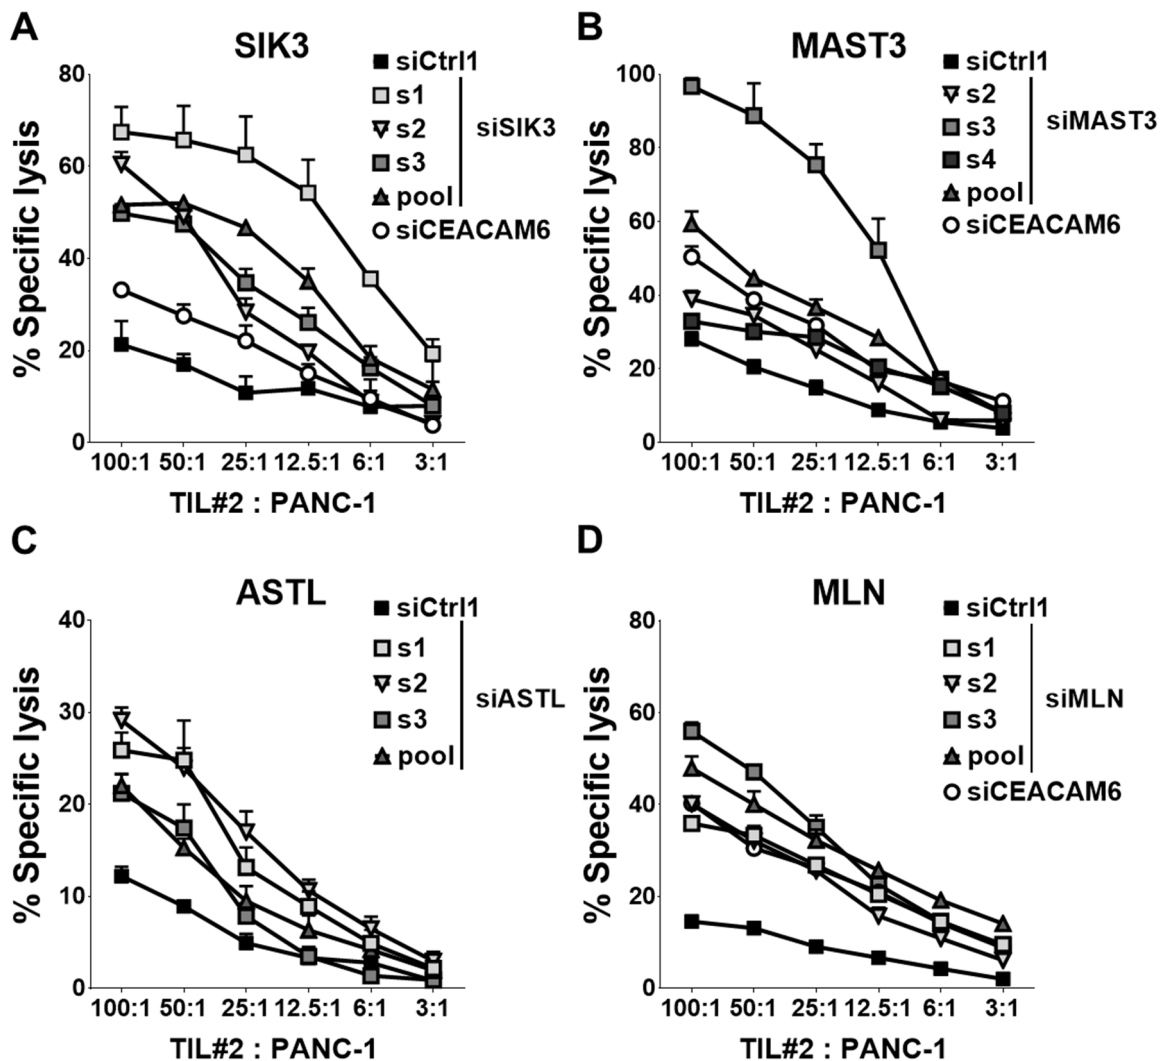 A
SIK3
% Specific lysis
80
60
40
20
0
100:1 50:1 25:1 12.5:1 6:1 3:1
TIL#2 : PANC-1
siCtrl1
s1
s2
s3
pool
siSIK3
siCEACAM6
B
MAST3
% Specific lysis
100
80
60
40
20
0
100:1 50:1 25:1 12.5:1 6:1 3:1
TIL#2 : PANC-1
siCtrl1
s2
s3
s4
pool
siMAST3
siCEACAM6
C
ASTL
% Specific lysis
40
30
20
10
0
100:1 50:1 25:1 12.5:1 6:1 3:1
TIL#2 : PANC-1
siCtrl1
s1
s2
s3
pool
siASTL
D
MLN
% Specific lysis
80
60
40
20
0
100:1 50:1 25:1 12.5:1 6:1 3:1
TIL#2 : PANC-1
siCtrl1
s1
s2
s3
pool
siMLN
siCEACAM6